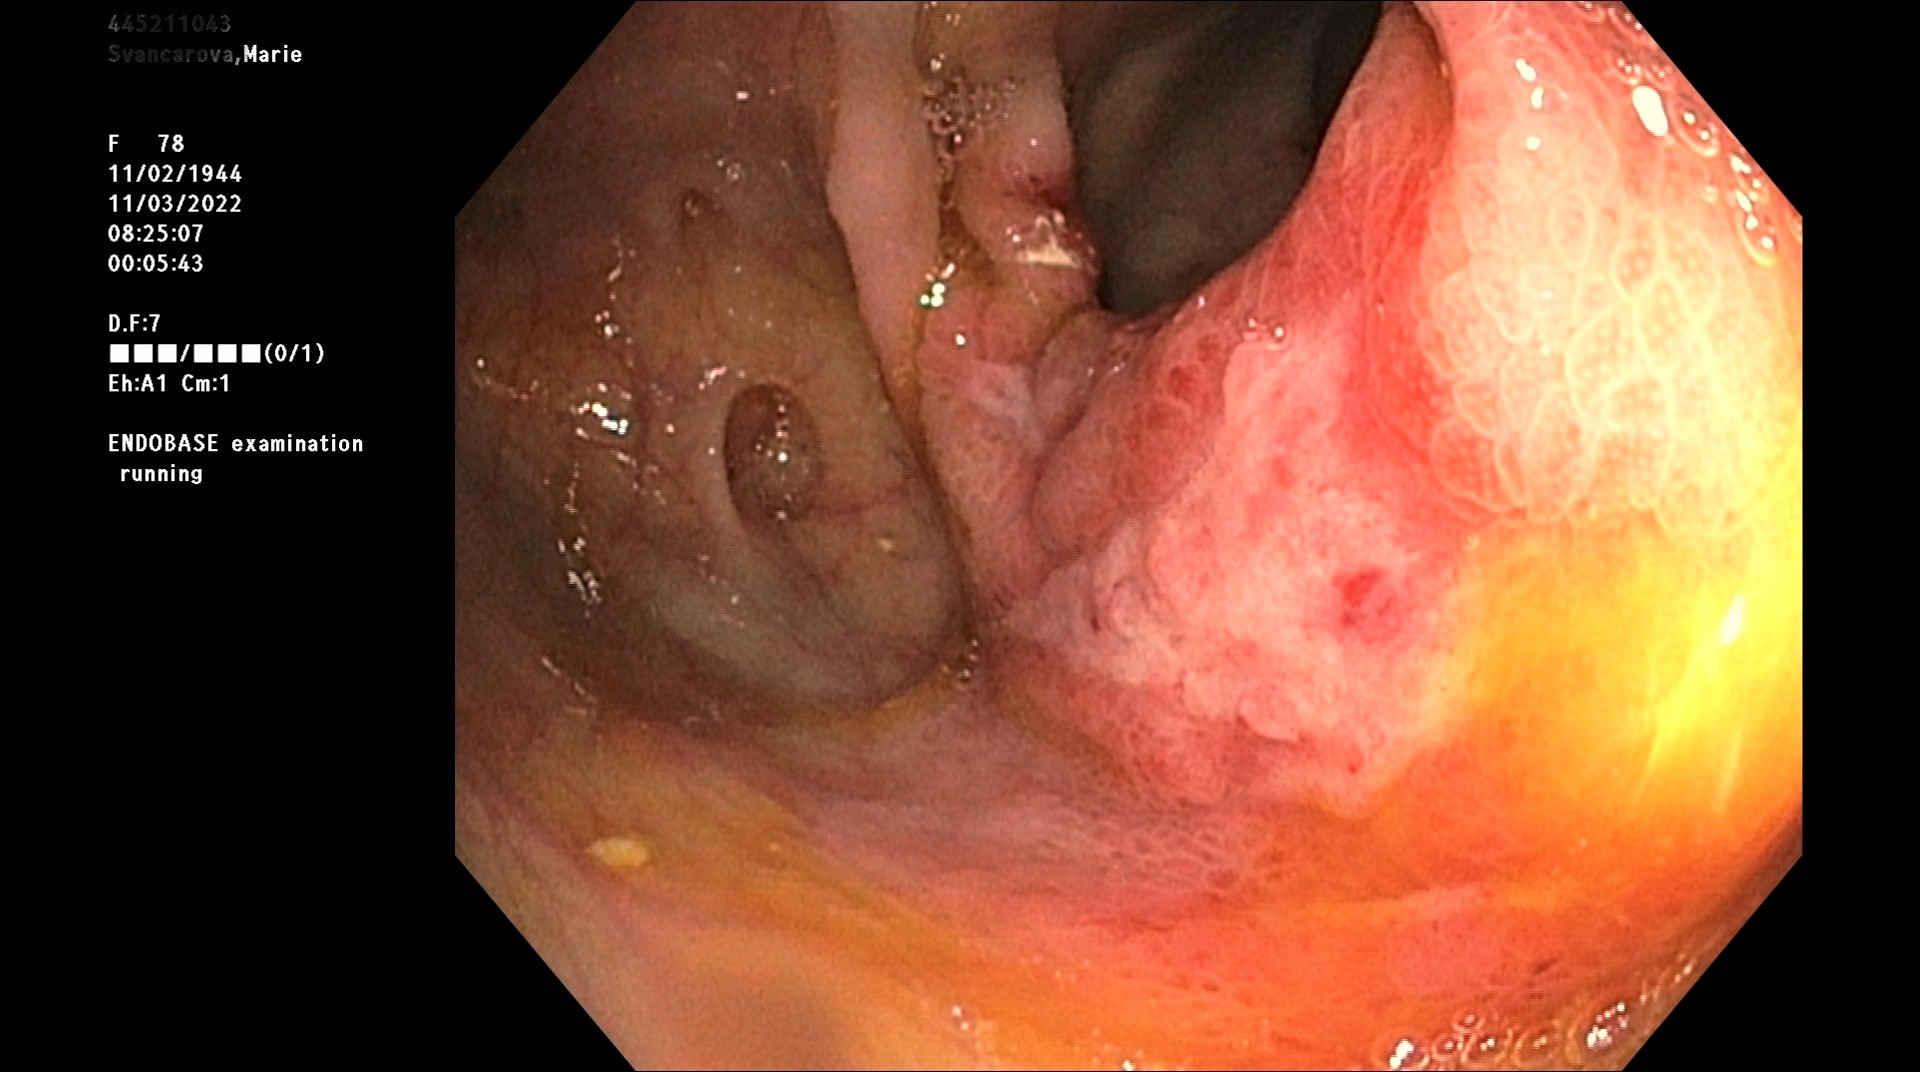 445211043
Svancarova,Marie
F 78
11/02/1944
11/03/2022
08:25:07
00:05:43
D.F:7
■■■/■■■(0/1)
Eh:A1 Cm:1
ENDOBASE examination
running